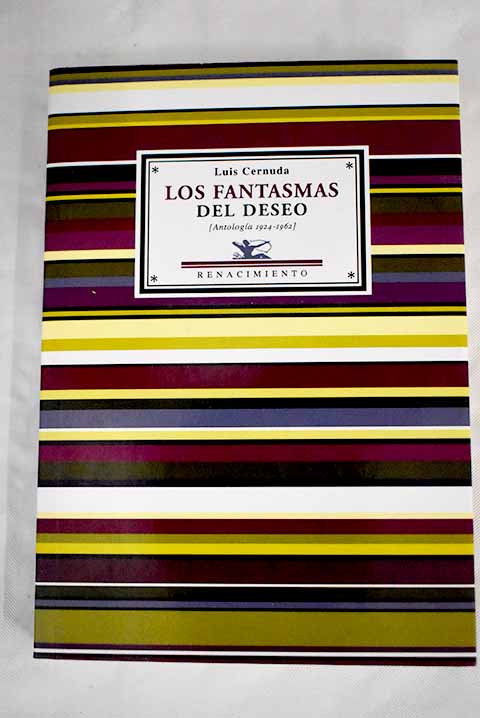 Luis Cernuda
LOS FANTASMAS
DEL DESEO
[Antología 1924-1962]
RENACIMIENTO